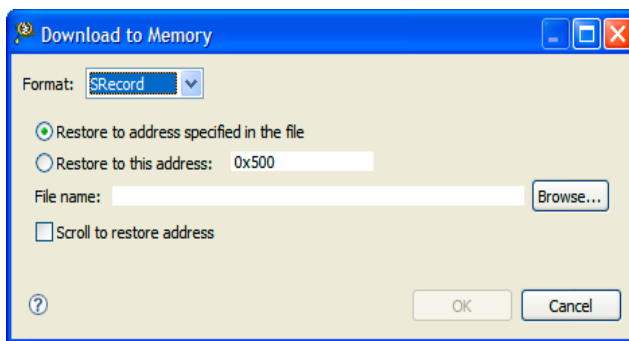 Download to Memory
Format: SRecord
Restore to address specified in the file
Restore to this address: 0x500
File name: Browse...
Scroll to restore address
? OK Cancel